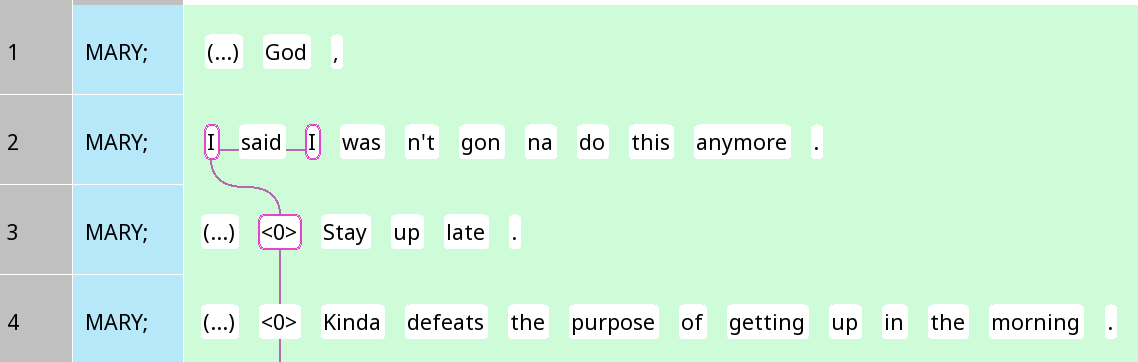 1 MARY; (...) God ,
2 MARY; I said I was n't gon na do this anymore .
3 MARY; (...) <0> Stay up late .
4 MARY; (...) <0> Kinda defeats the purpose of getting up in the morning .